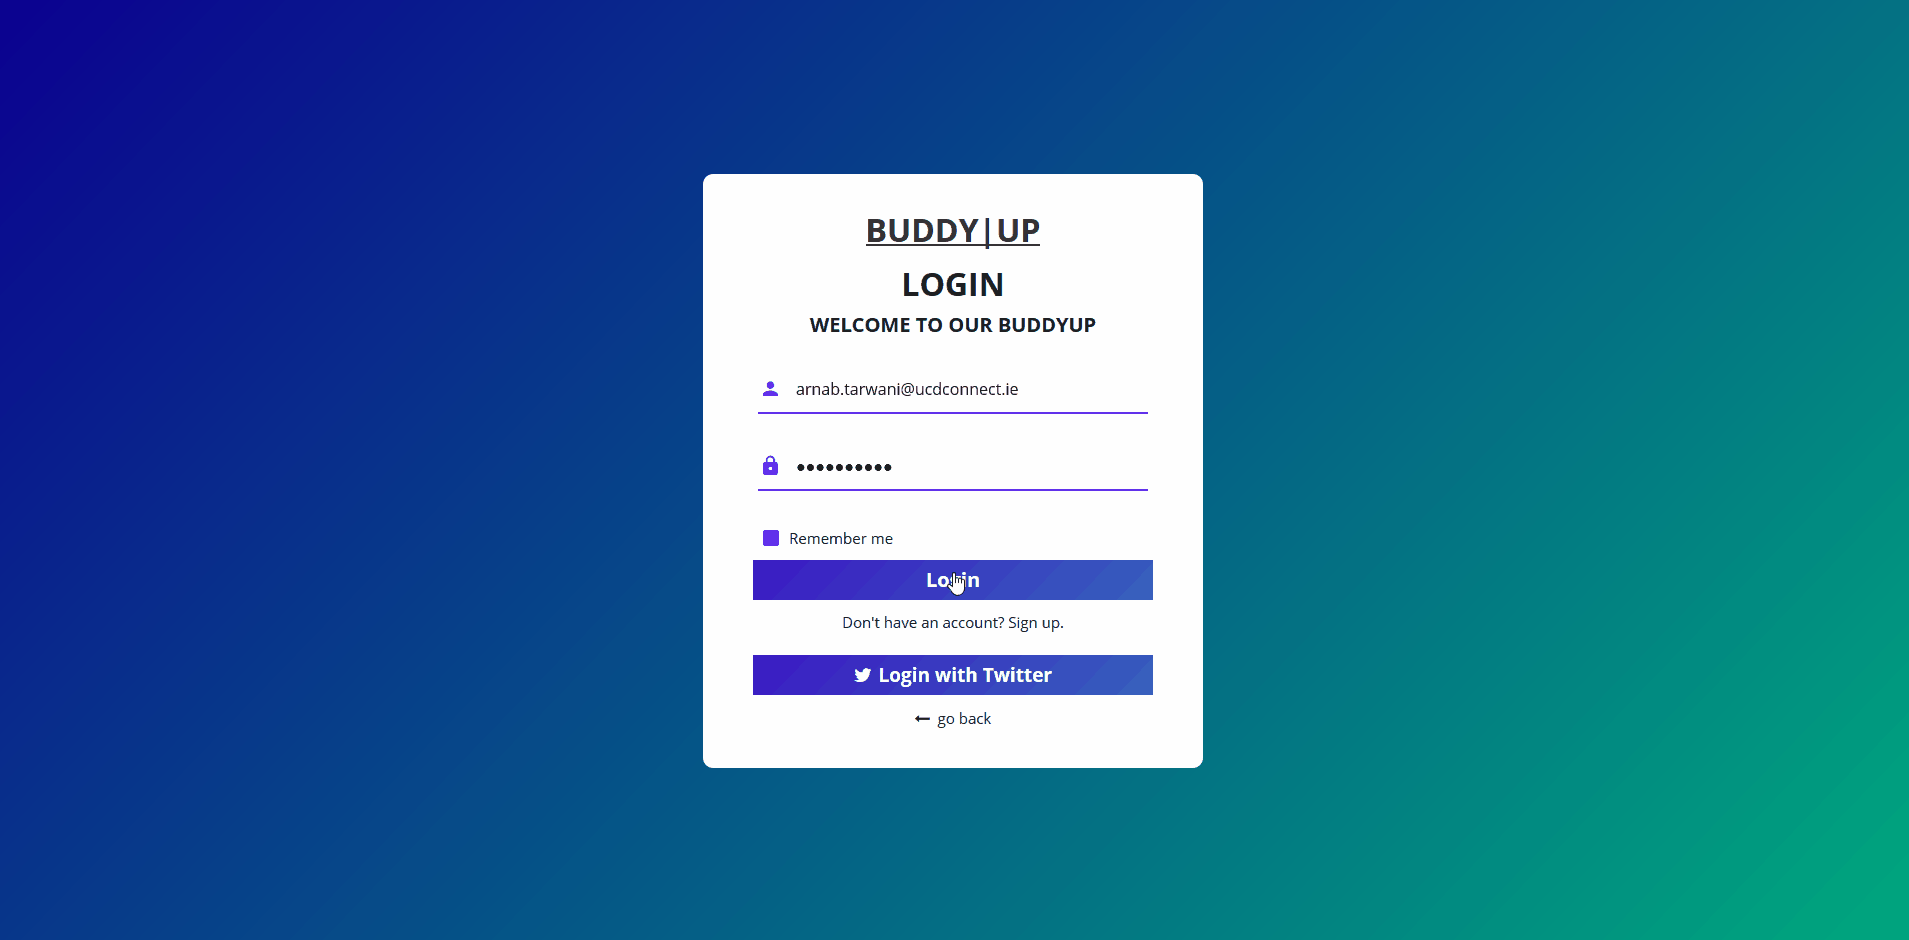 BUDDY|UP
LOGIN
WELCOME TO OUR BUDDYUP
arnab.tarwani@ucdconnect.ie
••••••••••
Remember me
Login
Don't have an account? Sign up.
Login with Twitter
go back